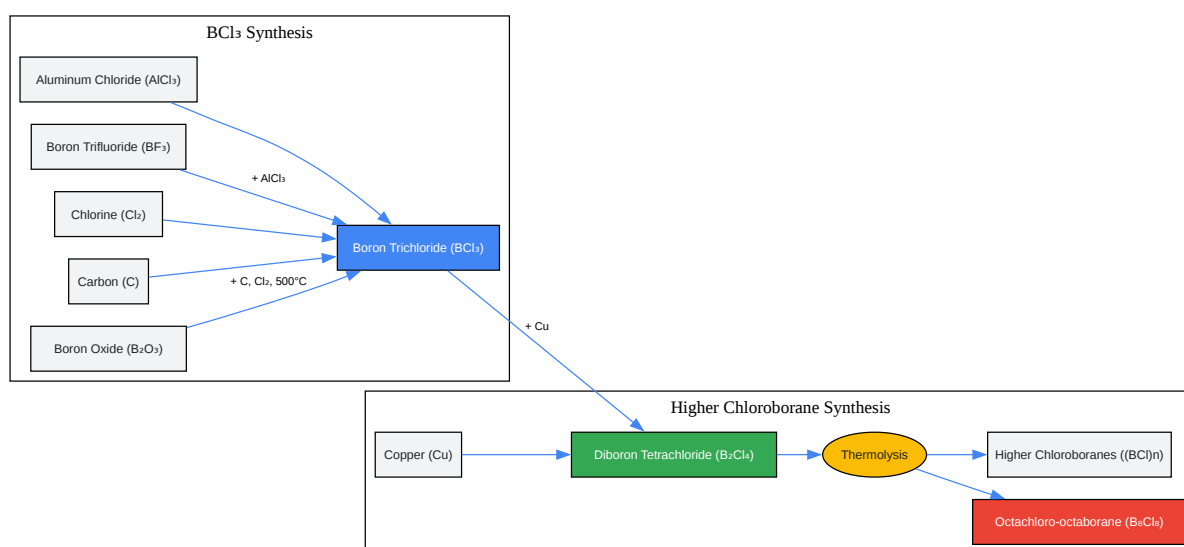 BCl₃ Synthesis
Aluminum Chloride (AlCl₃)
Boron Trifluoride (BF₃)
+ AlCl₃
Chlorine (Cl₂)
Boron Trichloride (BCl₃)
Carbon (C)
+ C, Cl₂, 500°C
Boron Oxide (B₂O₃)
+ Cu
Higher Chloroborane Synthesis
Copper (Cu)
Diboron Tetrachloride (B₂Cl₄)
Thermolysis
Higher Chloroboranes ((BCl)n)
Octachloro-octaborane (B₈Cl₈)